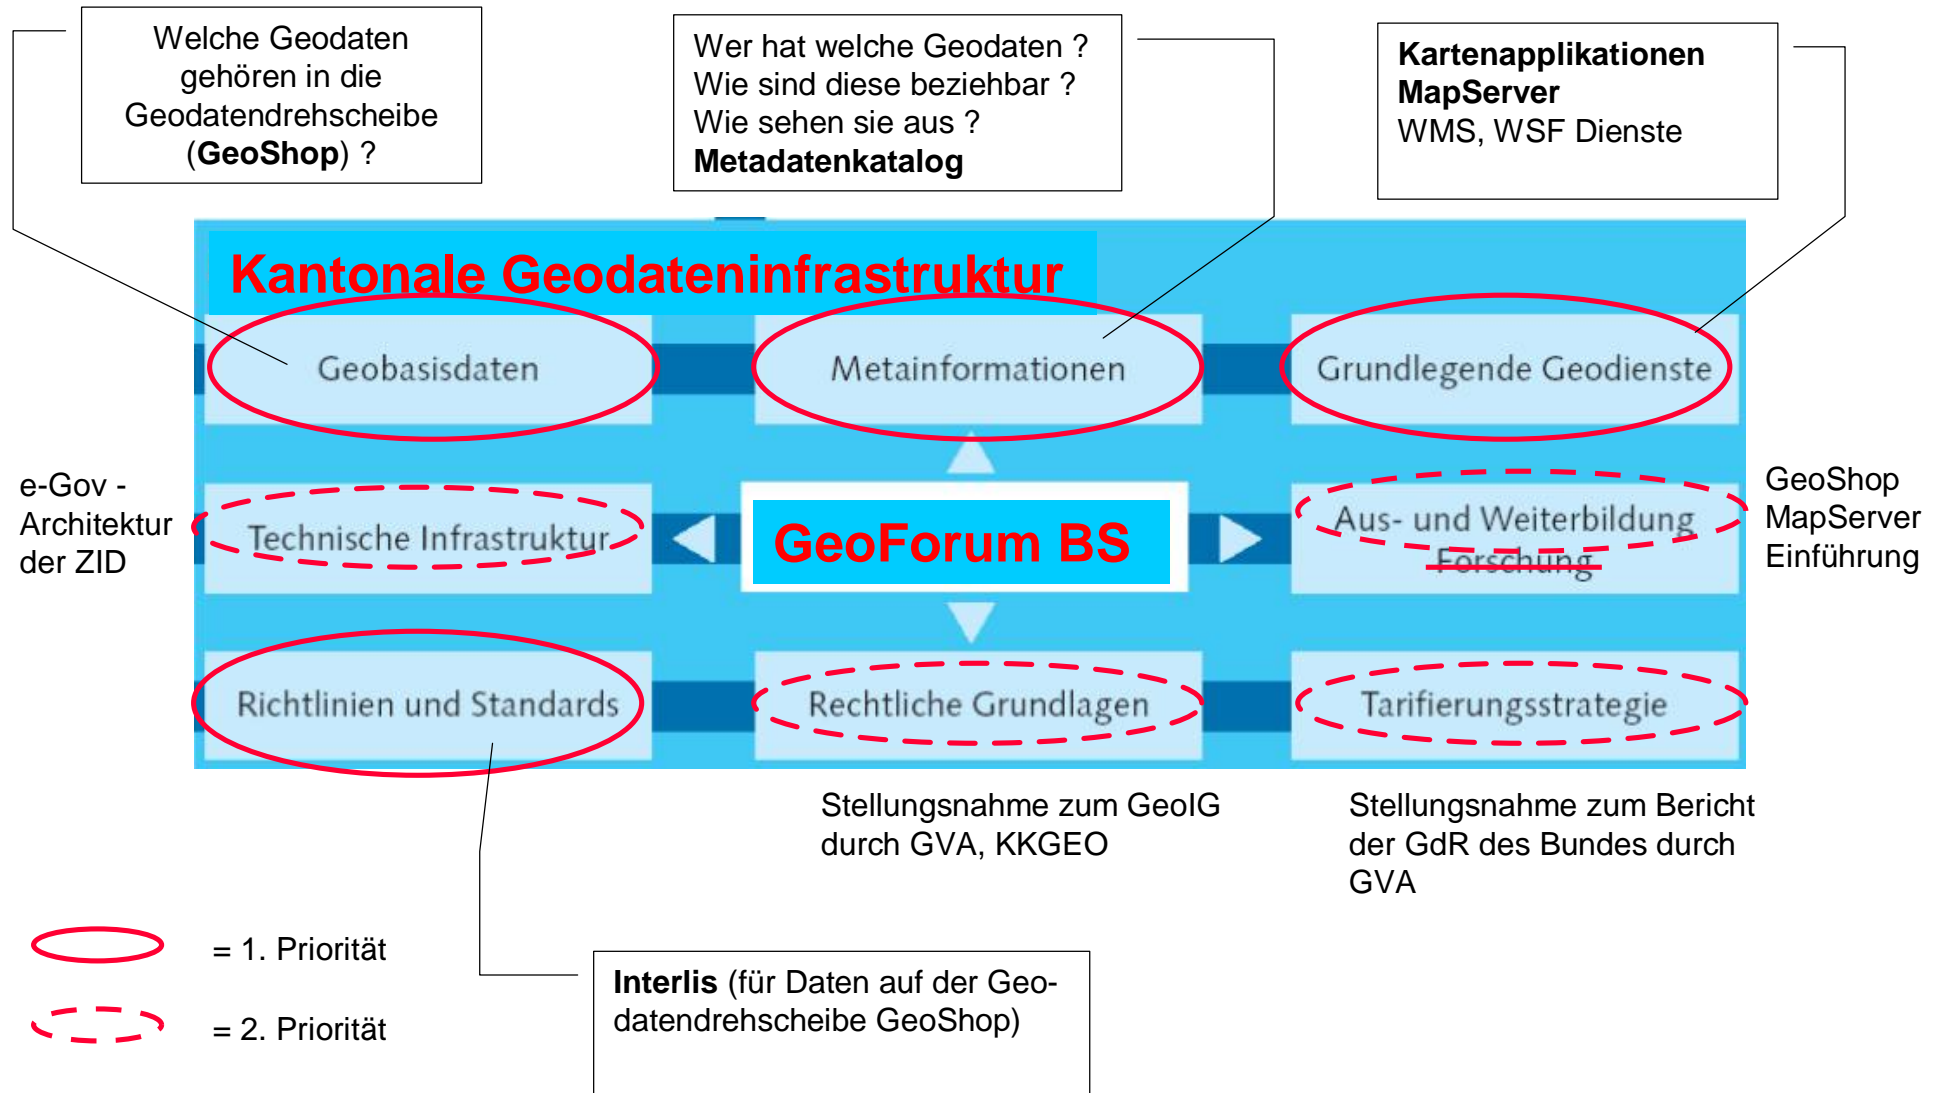 Welche Geodaten
gehören in die
Geodatendrehscheibe
(GeoShop) ?
Wer hat welche Geodaten ?
Wie sind diese beziehbar ?
Wie sehen sie aus ?
Metadatenkatalog
Kartenapplikationen
MapServer
WMS, WSF Dienste
Kantonale Geodateninfrastruktur
Geobasisdaten
Metainformationen
Grundlegende Geodienste
e-Gov -
Architektur
der ZID
Technische Infrastruktur
GeoForum BS
Aus- und Weiterbildung
Forschung
GeoShop
MapServer
Einführung
Richtlinien und Standards
Rechtliche Grundlagen
Tarifierungsstrategie
Stellungsnahme zum GeoIG
durch GVA, KKGEO
Stellungsnahme zum Bericht
der GdR des Bundes durch
GVA
= 1. Priorität
= 2. Priorität
Interlis (für Daten auf der Geo-
datendrehscheibe GeoShop)